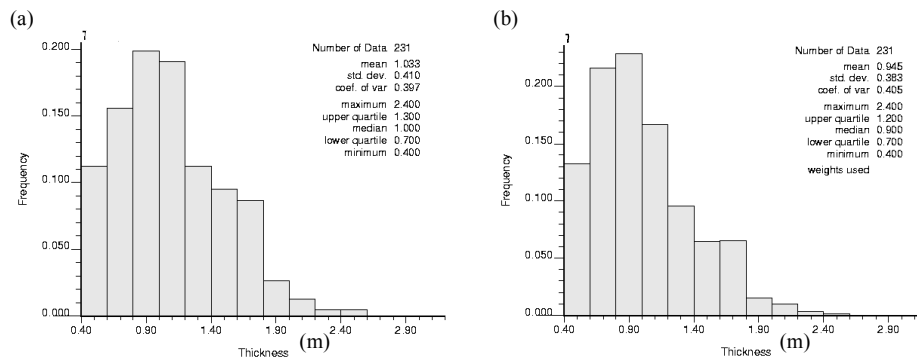 (a)
Number of Data 231
mean 1.033
std. dev. 0.410
coef. of var 0.397
maximum 2.400
upper quartile 1.300
median 1.000
lower quartile 0.700
minimum 0.400
Frequency
0.200
0.150
0.100
0.050
0.000
0.40 0.90 1.40 1.90 2.40 2.90
Thickness (m)
(b)
Number of Data 231
mean 0.945
std. dev. 0.383
coef. of var 0.405
maximum 2.400
upper quartile 1.200
median 0.900
lower quartile 0.700
minimum 0.400
weights used
Frequency
0.200
0.150
0.100
0.050
0.000
0.40 0.90 1.40 1.90 2.40 2.90
Thickness (m)